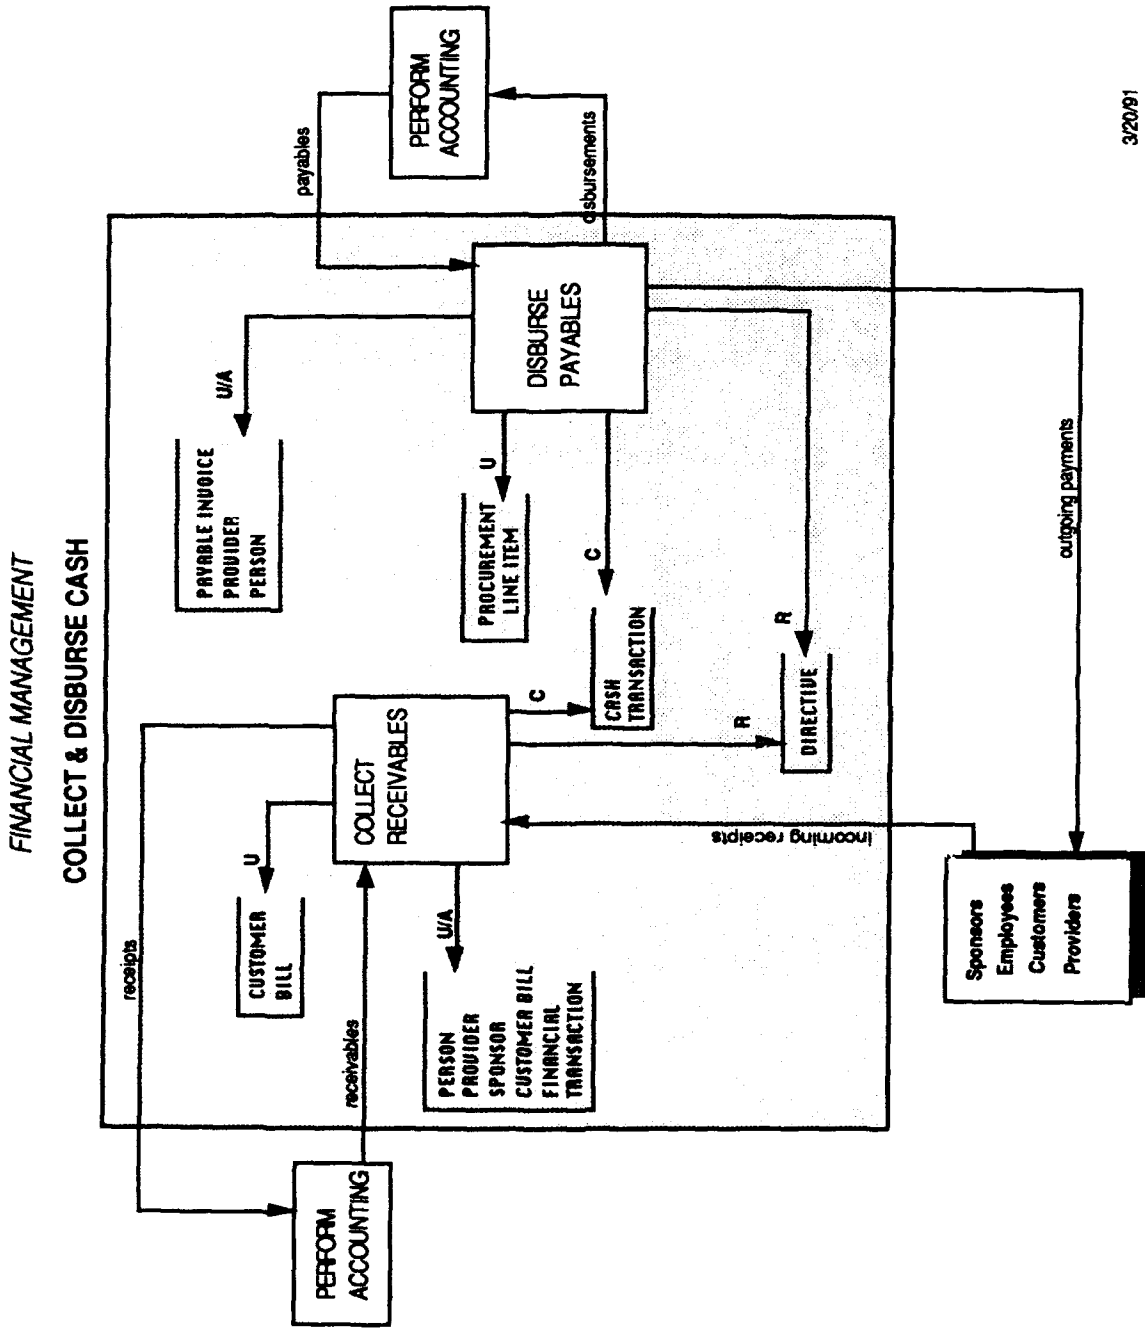 FINANCIAL MANAGEMENT
COLLECT & DISBURSE CASH
receipts
payables
PERFORM
ACCOUNTING
receivables
CUSTOMER
BILL
U
COLLECT
RECEIVABLES
U/A
PERSON
PROVIDER
SPONSOR
CUSTOMER BILL
FINANCIAL
TRANSACTION
PAYABLE INVOICE
PROVIDER
PERSON
U/A
PROCUREMENT
LINE ITEM
U
DISBURSE
PAYABLES
PERFORM
ACCOUNTING
disbursements
C
CASH
TRANSACTION
C
R
DIRECTIVE
R
incoming receipts
outgoing payments
Sponsors
Employees
Customers
Providers
3/20/91